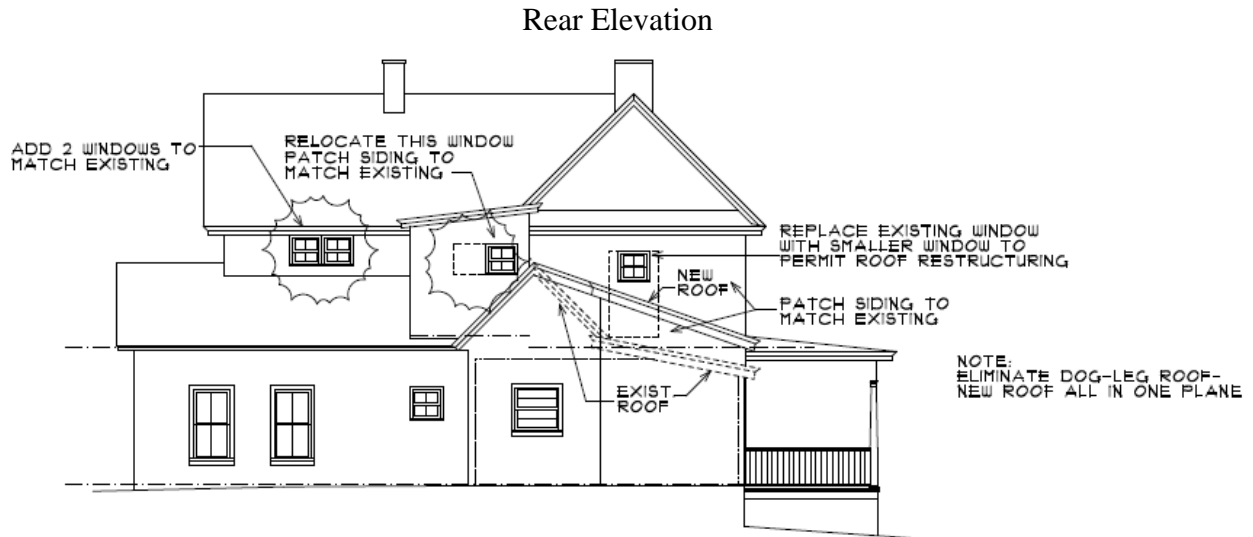 Rear Elevation
ADD 2 WINDOWS TO
MATCH EXISTING
RELOCATE THIS WINDOW
PATCH SIDING TO
MATCH EXISTING
REPLACE EXISTING WINDOW
WITH SMALLER WINDOW TO
PERMIT ROOF RESTRUCTURING
NEW
ROOF
PATCH SIDING TO
MATCH EXISTING
EXIST
ROOF
NOTE:
ELIMINATE DOG-LEG ROOF-
NEW ROOF ALL IN ONE PLANE